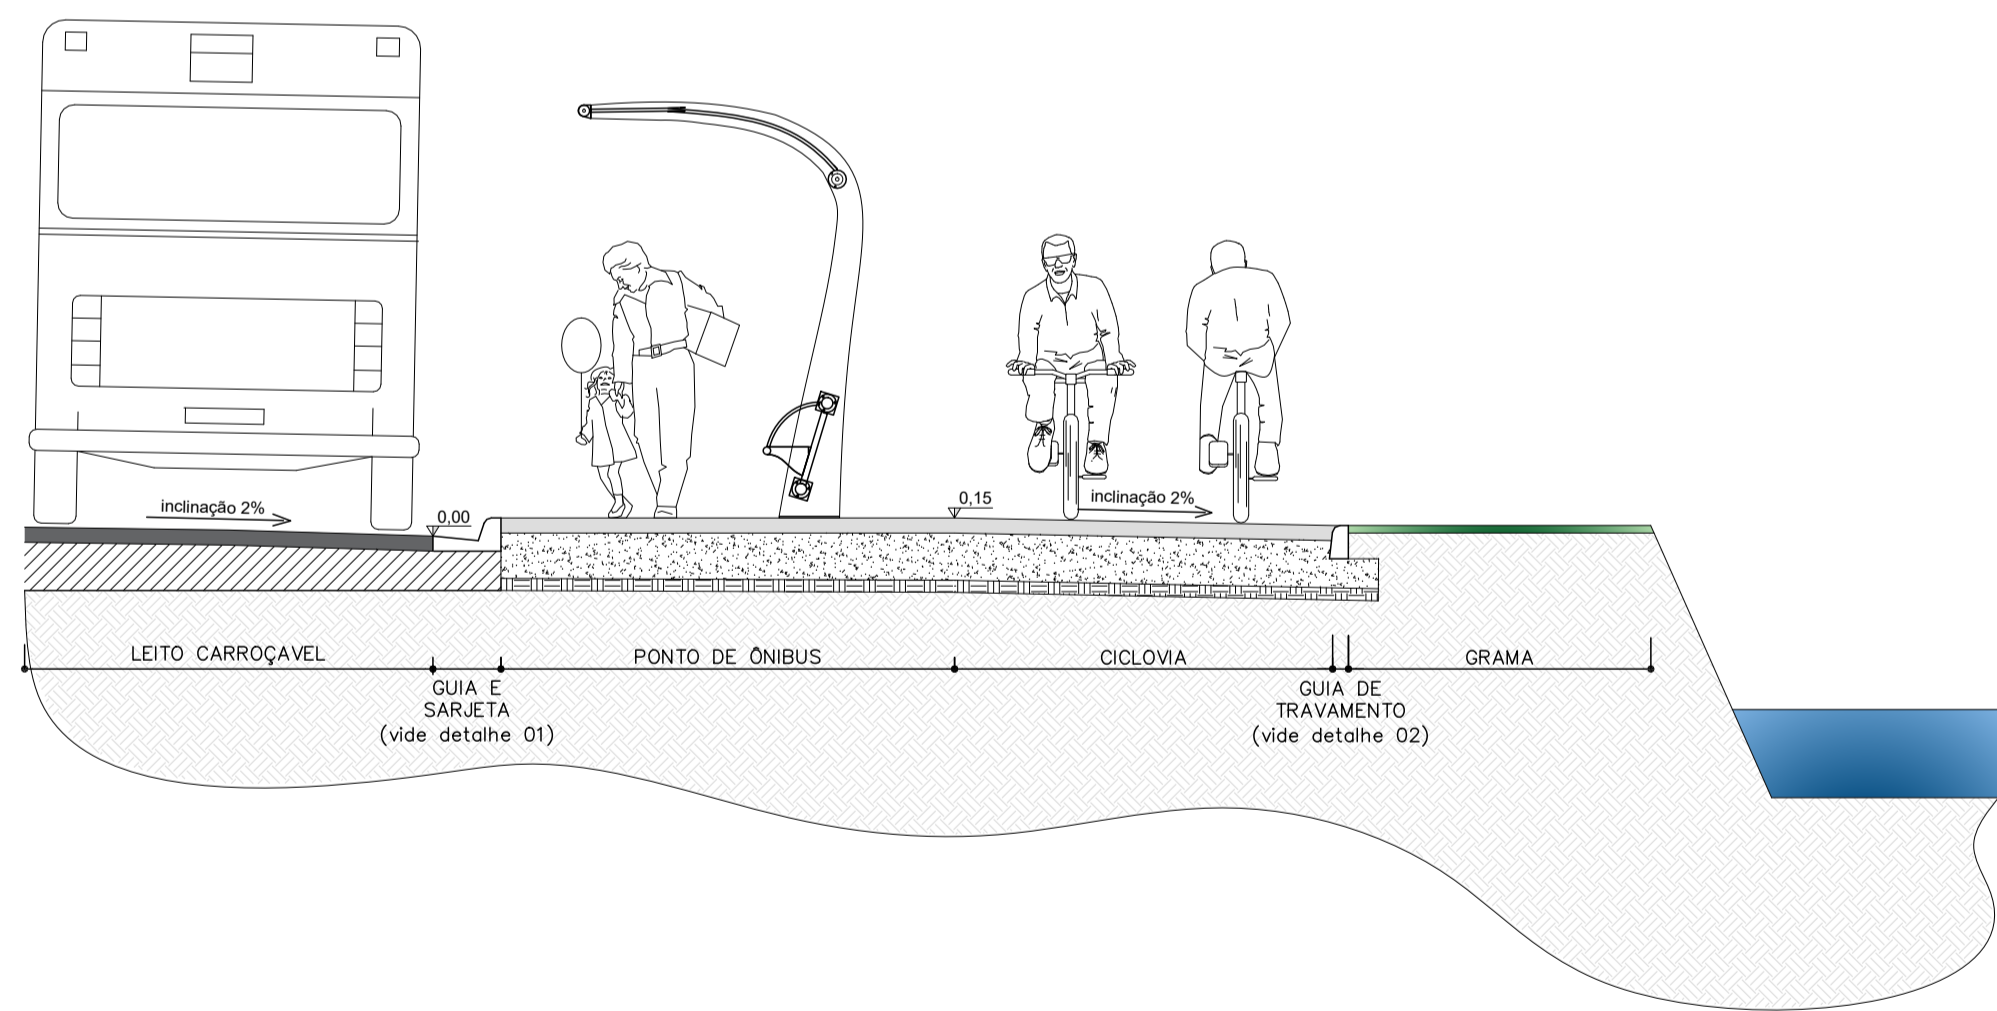 inclinação 2%
0,00
0,15
inclinação 2%
LEITO CARROÇAVEL
PONTO DE ÔNIBUS
CICLOVIA
GRAMA
GUIA E
SARJETA
(vide detalhe 01)
GUIA DE
TRAVAMENTO
(vide detalhe 02)